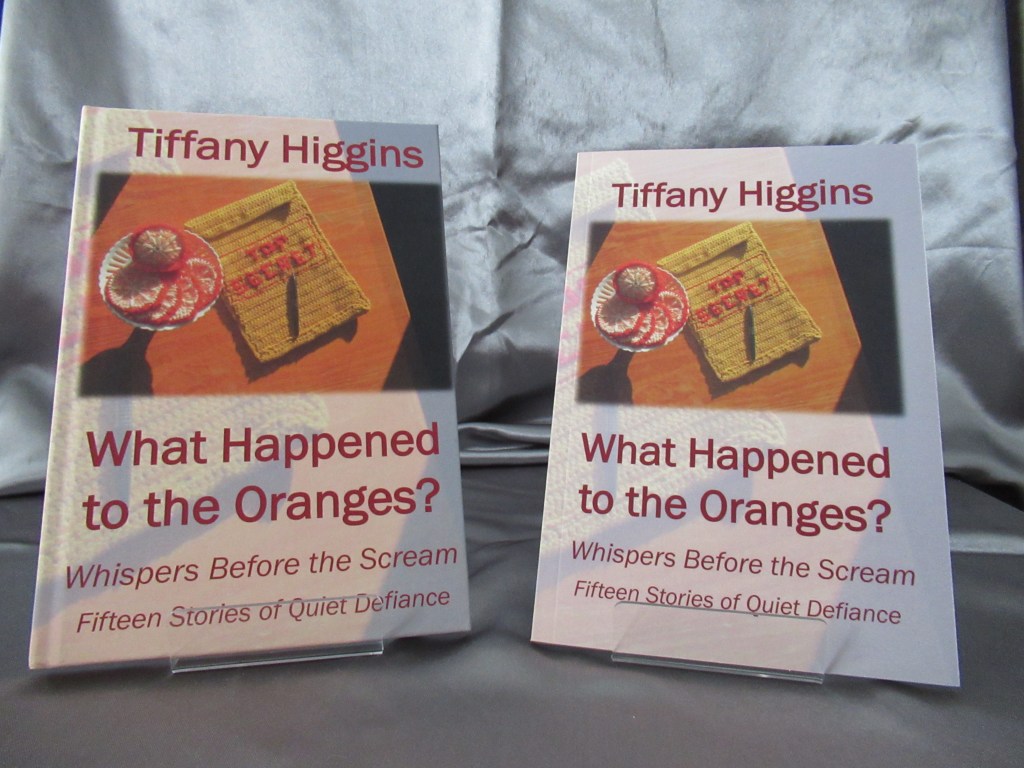 Tiffany Higgins
TOP
SECRET
What Happened
to the Oranges?
Whispers Before the Scream
Fifteen Stories of Quiet Defiance
Tiffany Higgins
TOP
SECRET
What Happened
to the Oranges?
Whispers Before the Scream
Fifteen Stories of Quiet Defiance